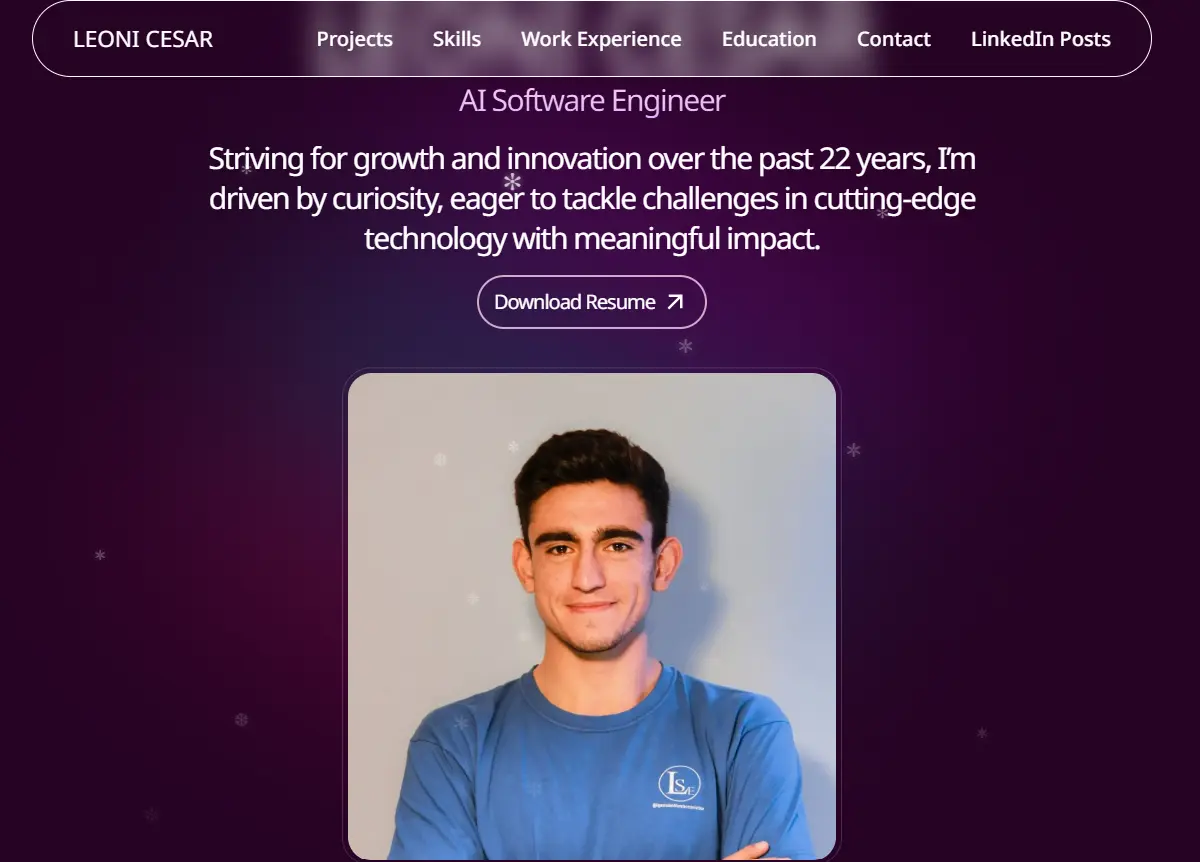 LEONI CESAR
Projects
Skills
Work Experience
Education
Contact
LinkedIn Posts
AI Software Engineer
Striving for growth and innovation over the past 22 years, I'm
driven by curiosity, eager to tackle challenges in cutting-edge
technology with meaningful impact.
Download Resume